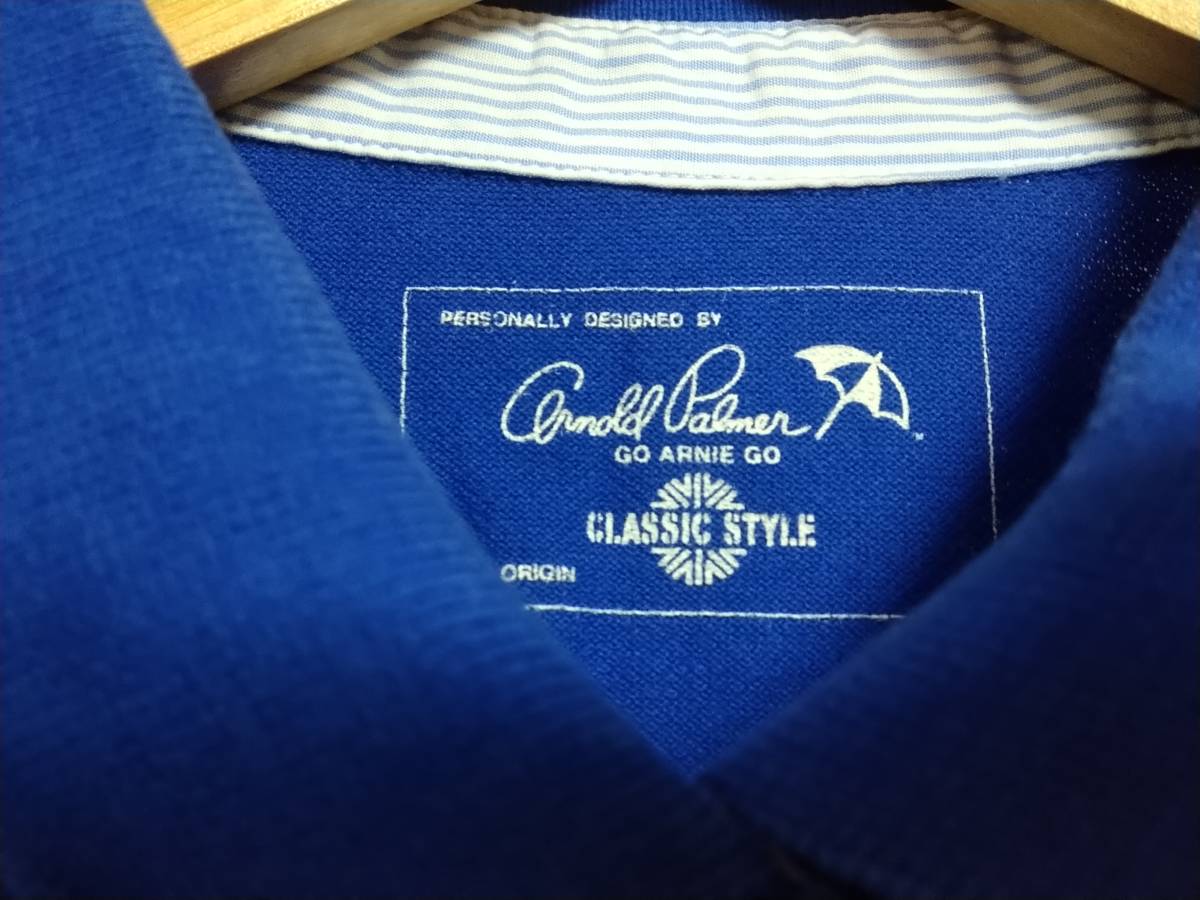 PERSONALLY DESIGNED BY
Arnold Palmer
GO ARNIE GO
CLASSIC STYLE
ORIGIN